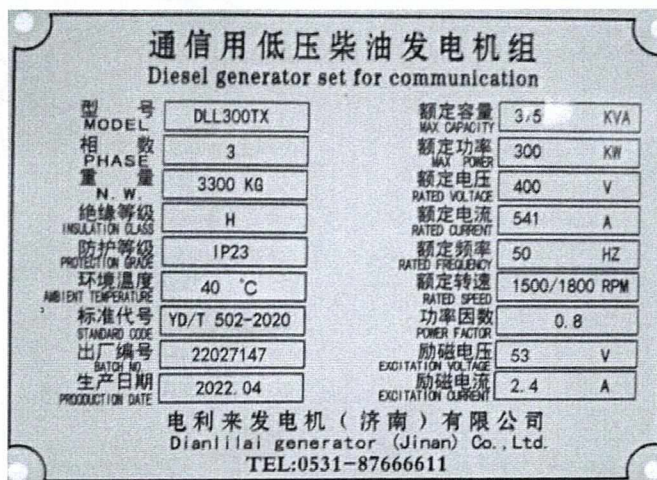 通信用低压柴油发电机组
Diesel generator set for communication
型号 DLL300TX
MODEL
相数 3
PHASE
重量 3300 KG
N. W.
绝缘等级 H
INSULATION CLASS
防护等级 IP23
PROTECTION GRADE
环境温度 40 ℃
AMBIENT TEMPERATURE
标准代号 YD/T 502-2020
STANDARD CODE
出厂编号 22027147
BATCH NO.
生产日期 2022.04
PROODUCTION DATE
额定容量 KVA
MAX CAPACITY
额定功率 300 KW
MAX POWER
额定电压 400 V
RATED VOLTAGE
额定电流 541 A
RATED CURRENT
额定频率 50 HZ
RATED FREQUENCY
额定转速 1500/1800 RPM
RATED SPEED
功率因数 0.8
POWER FACTOR
励磁电压 53 V
EXCITATION VOLTAGE
励磁电流 2.4 A
EXCITATION CURRENT
电利来发电机（济南）有限公司
Dianlilai generator (Jinan) Co.,Ltd.
TEL:0531-87666611